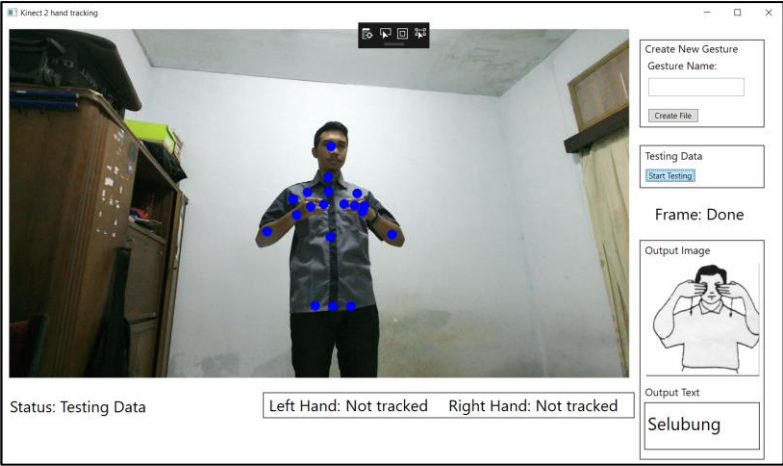 Kinect 2 hand tracking
Create New Gesture
Gesture Name:
Create File
Testing Data
Start Testing
Frame: Done
Output Image
Output Text
Selubung
Status: Testing Data
Left Hand: Not tracked Right Hand: Not tracked